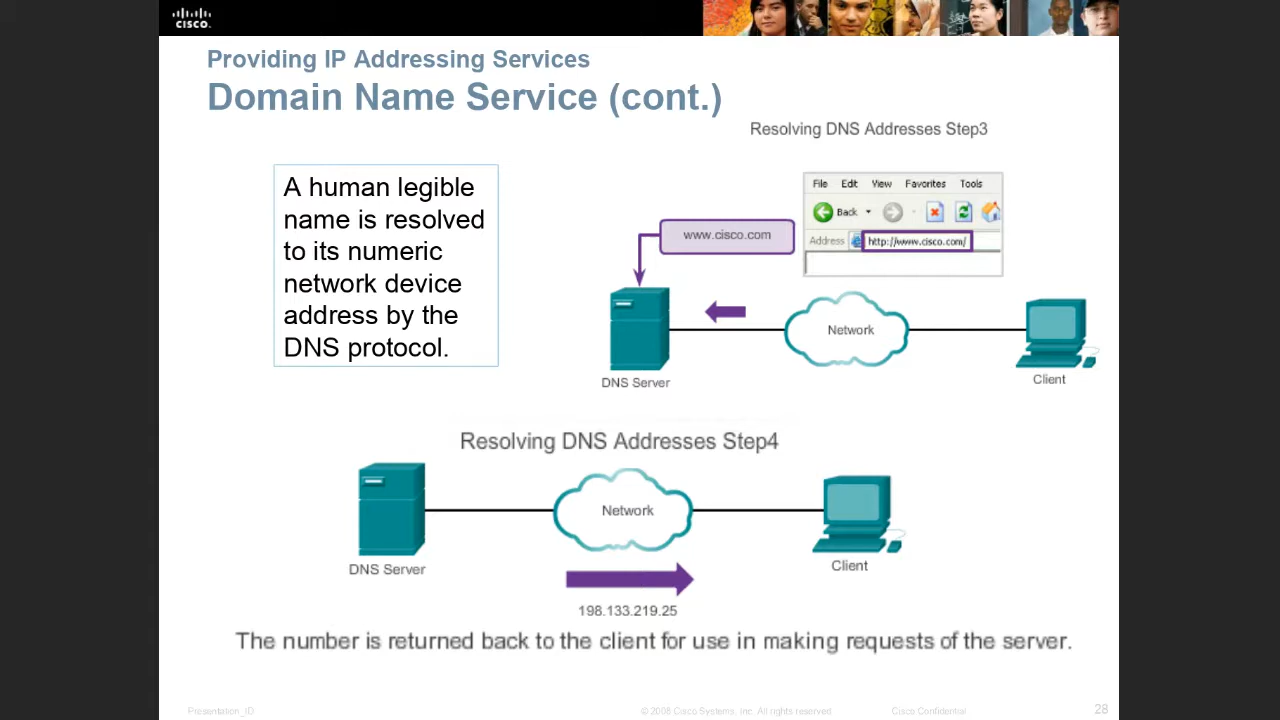 CISCO
Providing IP Addressing Services
Domain Name Service (cont.)
Resolving DNS Addresses Step3
A human legible
name is resolved
to its numeric
network device
address by the
DNS protocol.
File Edit View Favorites Tools
Back
www.cisco.com
Address http://www.cisco.com/
Network
DNS Server
Client
Resolving DNS Addresses Step4
Network
DNS Server
Client
198.133.219.25
The number is returned back to the client for use in making requests of the server.
Presentation_ID © 2008 Cisco Systems, Inc. All rights reserved. Cisco Confidential 28